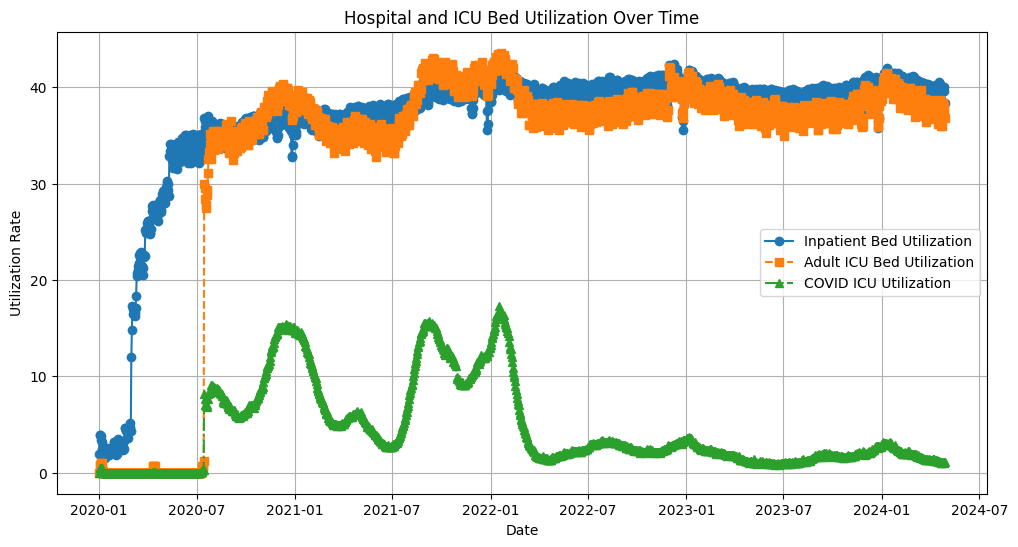 Hospital and ICU Bed Utilization Over Time
Utilization Rate
40
30
20
10
0
Inpatient Bed Utilization
Adult ICU Bed Utilization
COVID ICU Utilization
2020-01 2020-07 2021-01 2021-07 2022-01 2022-07 2023-01 2023-07 2024-01 2024-07
Date